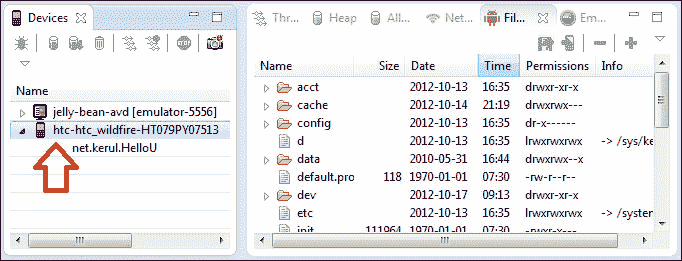 Devices
Name
jelly-bean-avd [emulator-5556]
htc-htc_wildfire-HT079PY07513
net.kerul.HelloU
Thr... Heap All... Net... Fil... Em...
Name Size Date Time Permissions Info
acct 2012-10-13 16:35 drwxr-xr-x
cache 2012-10-14 21:19 drwxrwx---
config 2012-10-13 16:35 dr-x------
d 2012-10-13 16:35 lrwxrwxrwx -> /sys/ke
data 2010-05-31 16:44 drwxrwx--x
default.pro 118 1970-01-01 07:30 -rw-r--r--
dev 2012-10-17 09:13 drwxr-xr-x
etc 2012-10-13 16:35 lrwxrwxrwx -> /system
init 111964 1970-01-01 07:30 -rwxr-x---